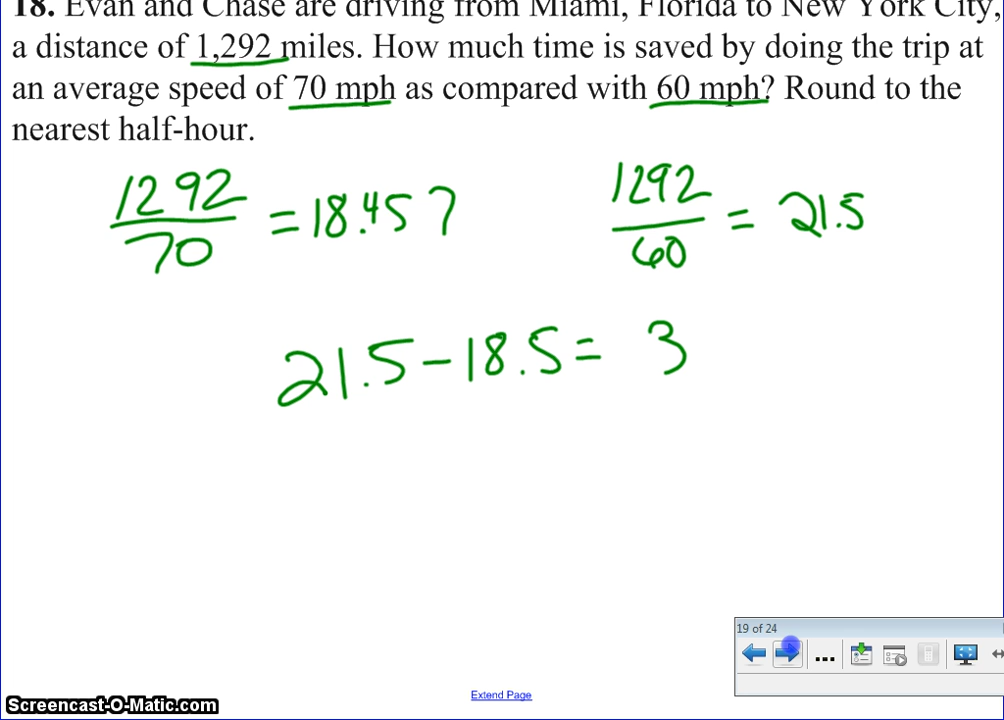 18. Evan and Chase are driving from Miami, Florida to New York City,
a distance of 1,292 miles. How much time is saved by doing the trip at
an average speed of 70 mph as compared with 60 mph? Round to the
nearest half-hour.
1292/70 = 18.457
1292/60 = 21.5
21.5 - 18.5 = 3
19 of 24
Extend Page
Screencast-O-Matic.com